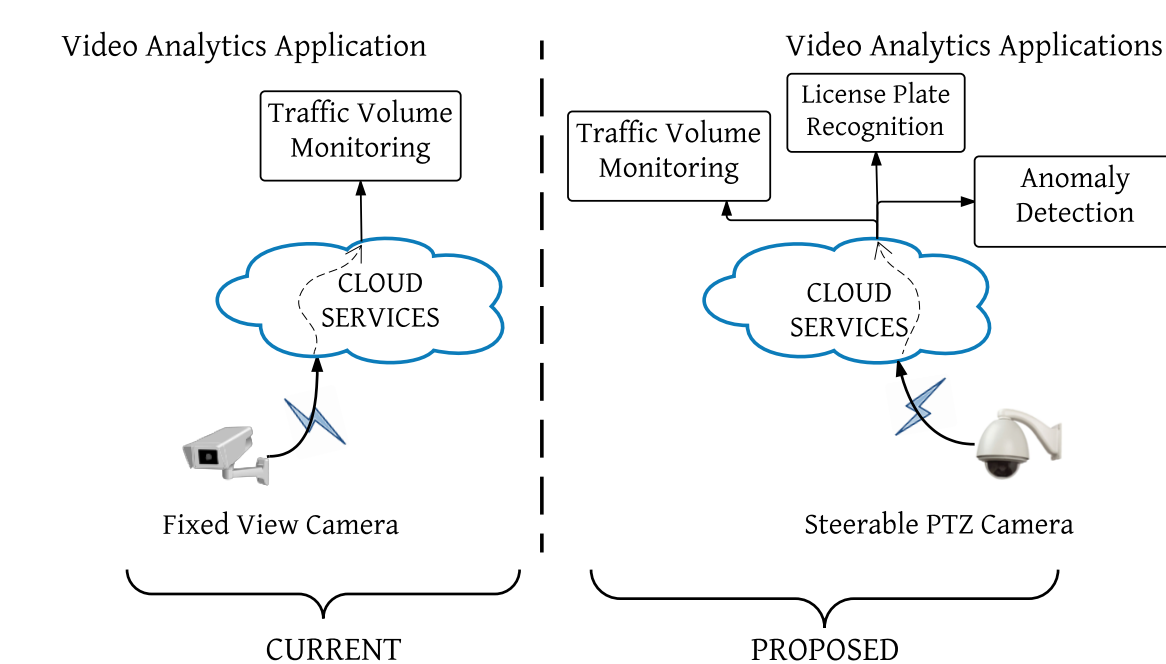 Video Analytics Application
Traffic Volume
Monitoring
CLOUD
SERVICES
Fixed View Camera
CURRENT
Video Analytics Applications
Traffic Volume
Monitoring
License Plate
Recognition
Anomaly
Detection
CLOUD
SERVICES
Steerable PTZ Camera
PROPOSED